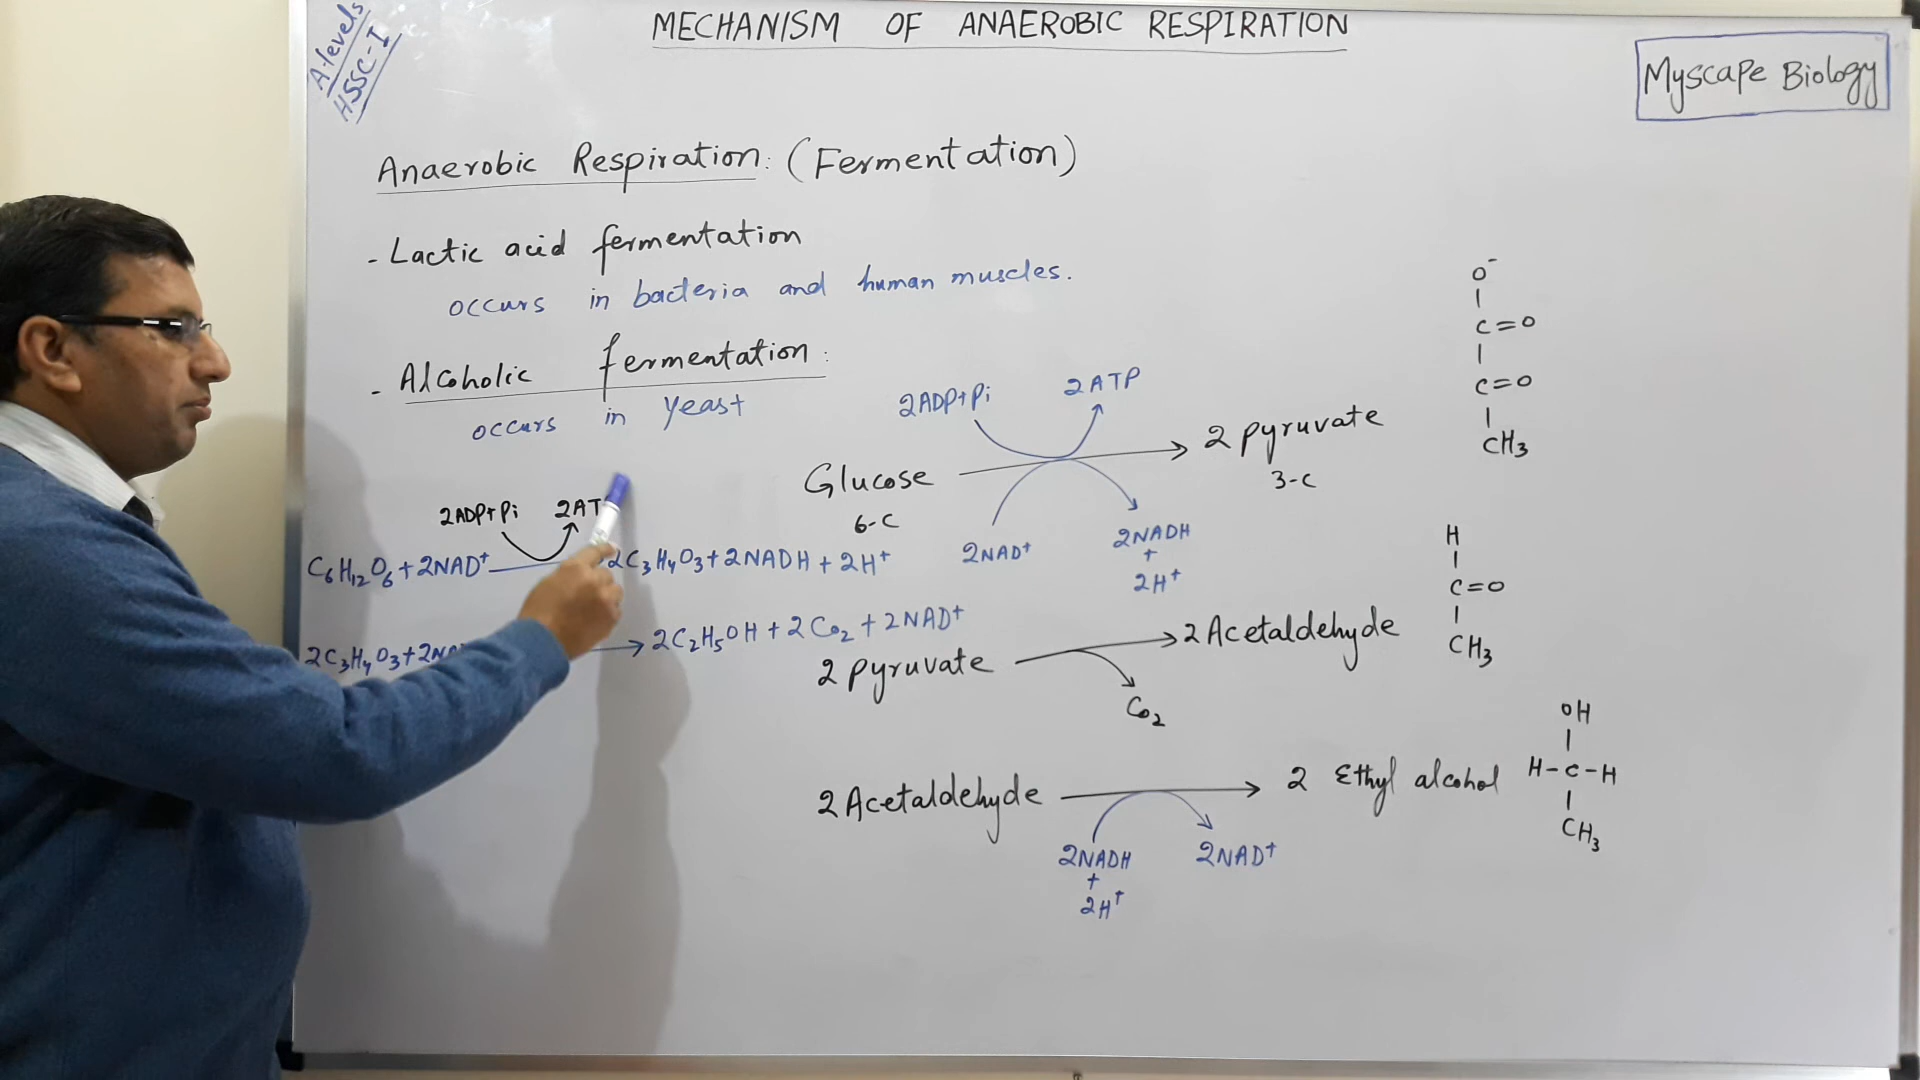 A-levels
HSSC-I
MECHANISM OF ANAEROBIC RESPIRATION
Myscape Biology
Anaerobic Respiration: (Fermentation)
- Lactic acid fermentation
occurs in bacteria and human muscles.
- Alcoholic fermentation:
occurs in yeast
2ADP+Pi 2AT
C6H12O6+2NAD⁺ 2C3H4O3+2NADH+2H⁺
2C3H4O3+2 → 2C2H5OH+2CO2+2NAD⁺
2ADP+Pi 2ATP
Glucose → 2 pyruvate
6-C 3-C
2NAD⁺ 2NADH
+
2H⁺
2 pyruvate → 2 Acetaldehyde
CO2
2 Acetaldehyde → 2 Ethyl alcohol
2NADH 2NAD⁺
+
2H⁺
O⁻
|
C=O
|
C=O
|
CH3
H
|
C=O
|
CH3
OH
|
H-C-H
|
CH3